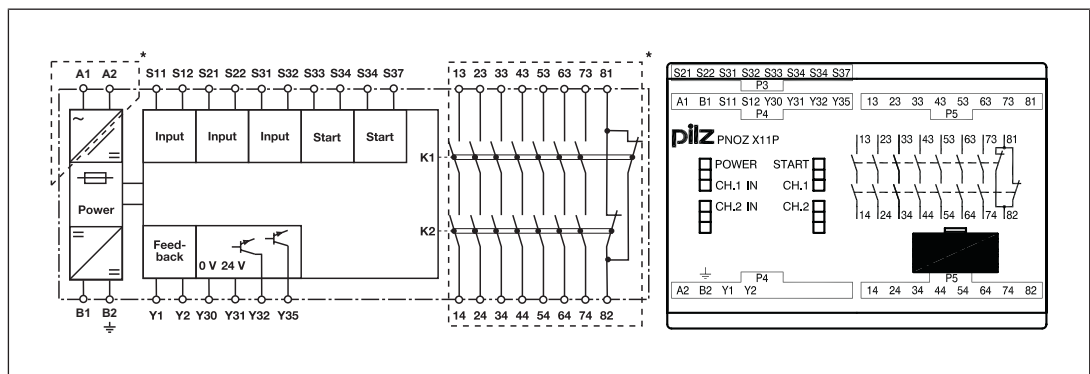 * *
A1 A2 S11 S12 S21 S22 S31 S32 S33 S34 S34 S37 13 23 33 43 53 63 73 81
~
=
Input Input Input Start Start
K1
Power
K2
Feed-
back
0 V 24 V
=
=
B1 B2 Y1 Y2 Y30 Y31 Y32 Y35 14 24 34 44 54 64 74 82
S21 S22 S31 S32 S33 S34 S34 S37
P3
A1 B1 S11 S12 Y30 Y31 Y32 Y35 13 23 33 43 53 63 73 81
P4 P5
pilz PNOZ X11P
13 23 33 43 53 63 73 81
POWER START
CH.1 IN CH.1
CH.2 IN CH.2
14 24 34 44 54 64 74 82
P4 P5
A2 B2 Y1 Y2 14 24 34 44 54 64 74 82